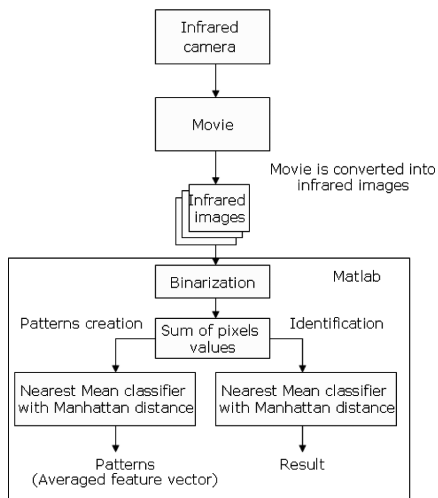 Infrared
camera
Movie
Movie is converted into
infrared images
Infrared
images
Binarization
Matlab
Patterns creation
Identification
Sum of pixels
values
Nearest Mean classifier
with Manhattan distance
Nearest Mean classifier
with Manhattan distance
Patterns
(Averaged feature vector)
Result